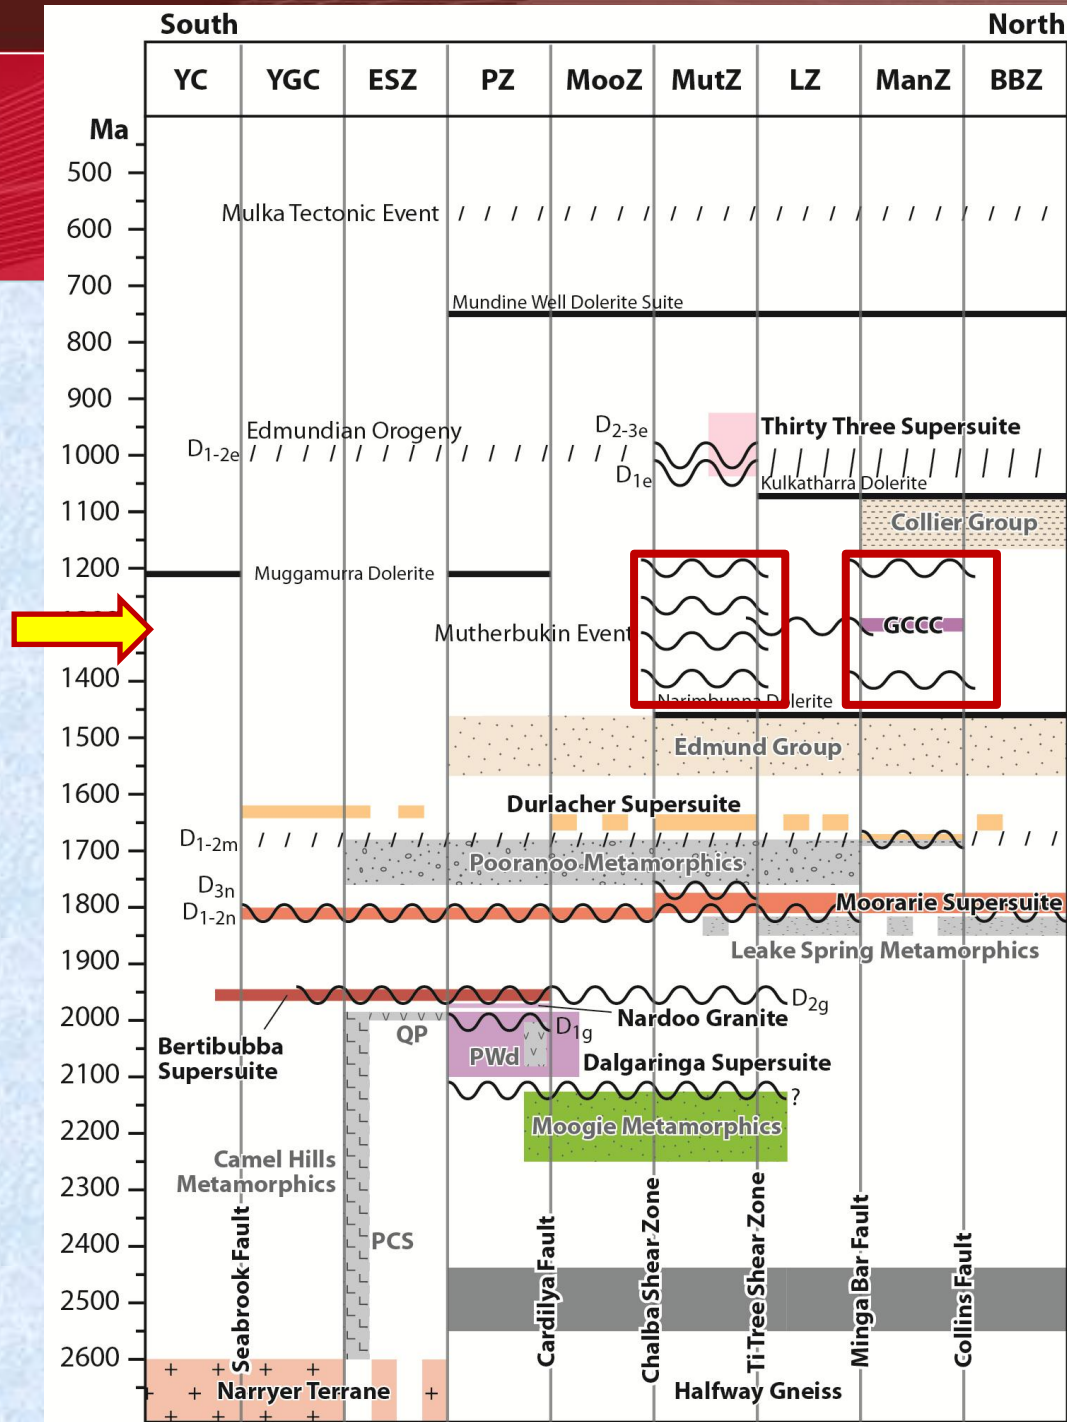 South North
YC YGC ESZ PZ MooZ MutZ LZ ManZ BBZ
Ma
500
Mulka Tectonic Event
600
700
Mundine Well Dolerite Suite
800
900
D2-3e
Thirty Three Supersuite
Edmundian Orogeny
D1-2e
1000
D1e
Kulkatharra Dolerite
1100
Collier Group
1200
Muggamurra Dolerite
GCCC
Mutherbukin Event
1400
Narimbunna Dolerite
1500
Edmund Group
1600
Durlacher Supersuite
D1-2m
1700
Pooranoo Metamorphics
D3n
1800
D1-2n
Moorarie Supersuite
1900
Leake Spring Metamorphics
D2g
2000
Nardoo Granite
QP
D1g
Bertibubba
Supersuite
PWd
Dalgaringa Supersuite
2100
?
2200
Moogie Metamorphics
Camel Hills
Metamorphics
2300
2400
PCS
2500
2600
Seabrook Fault
Cardilya Fault
Chalba Shear Zone
Ti Tree Shear Zone
Minga Bar Fault
Collins Fault
Narryer Terrane
Halfway Gneiss